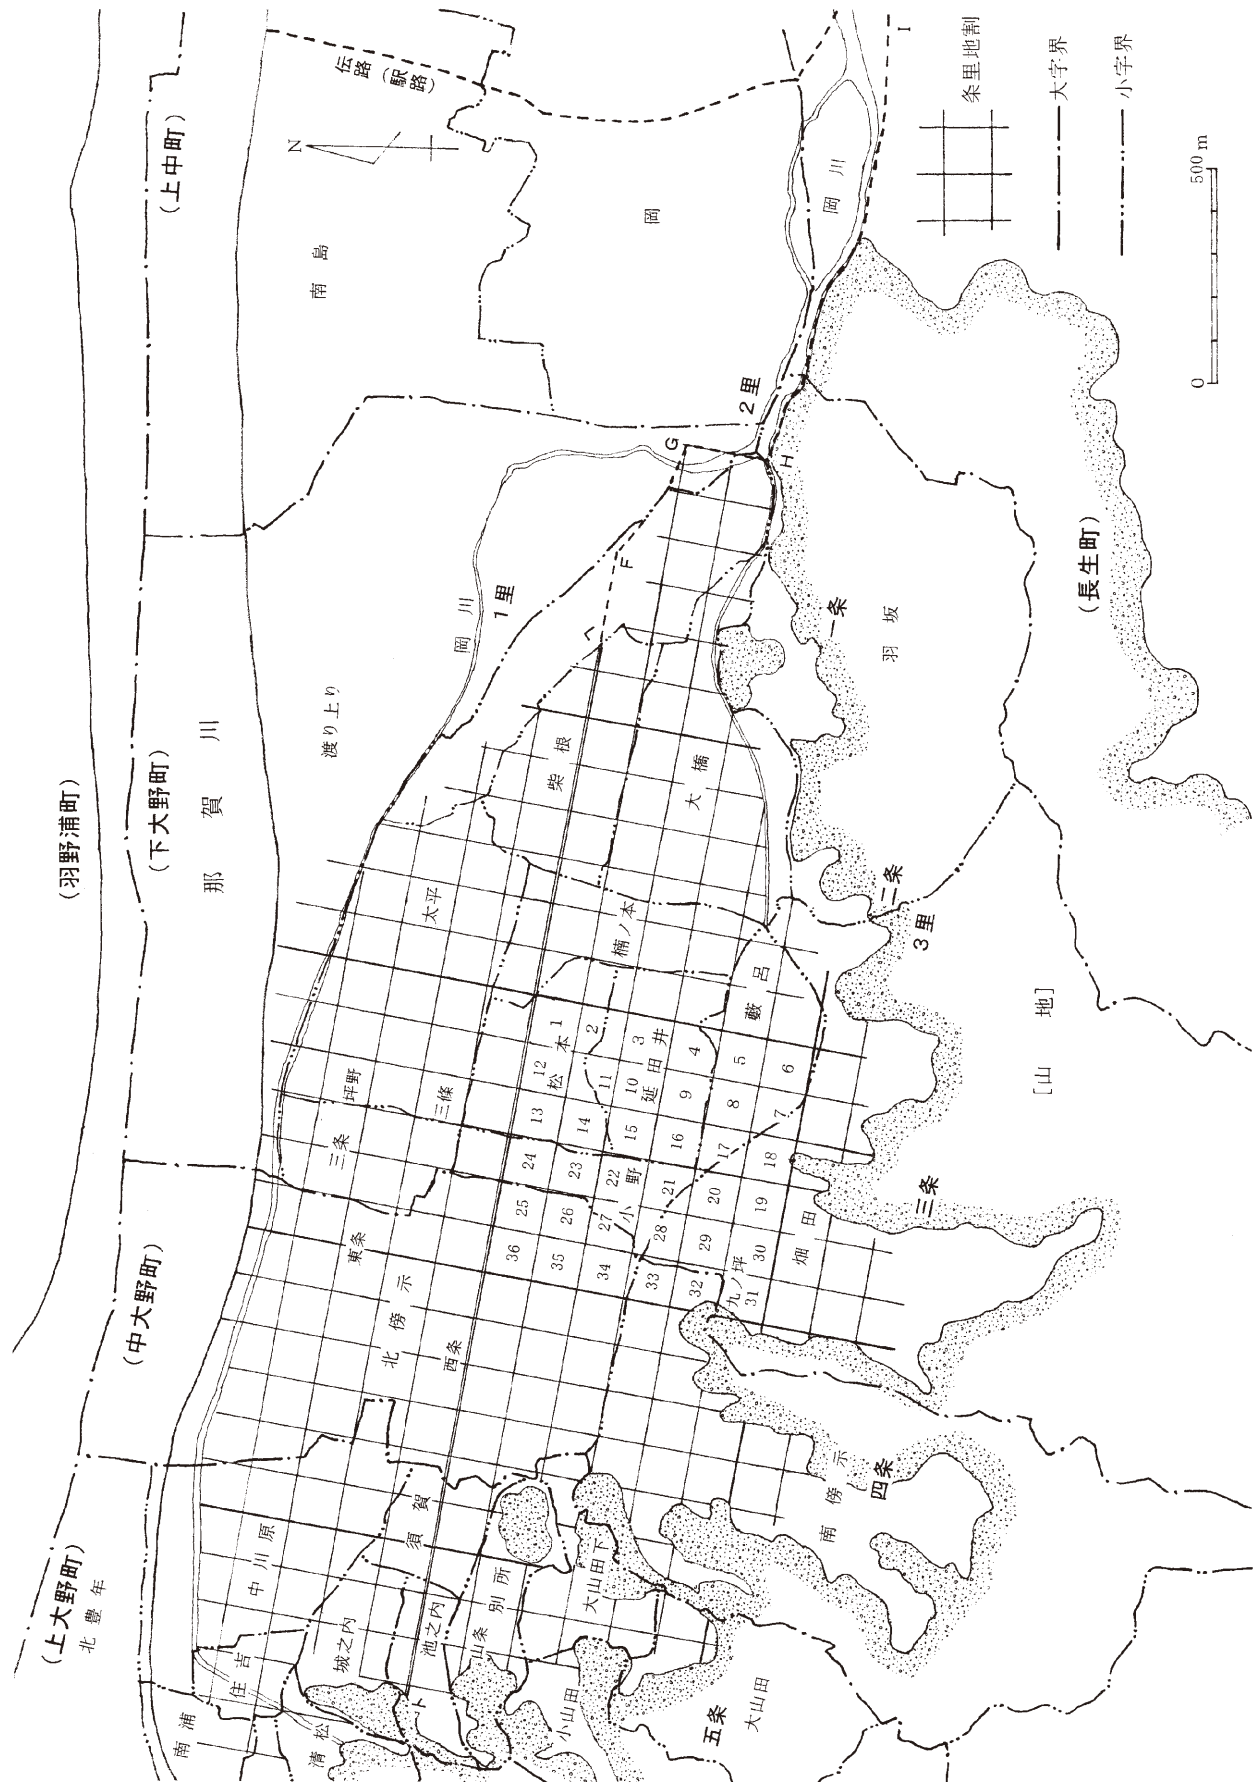 伝路
(駅路)
N
(上中町)
南島
岡
岡川
I
条里地割
大字界
小字界
500 m
0
2里
G
H
F
1里
岡川
渡り上り
(下大野町)
那賀川
(羽野浦町)
一条
羽坂
(長生町)
柴根
大橋
太平
楠ノ本
二条
3里
藪呂
坪野
三條
三条
松本
延田井
小野
1
2
3
4
5
6
12
11
10
9
8
7
13
14
15
16
17
18
24
23
22
21
20
19
25
26
27
28
29
30
36
35
34
33
32
31
九ノ坪
畑田
三条
[山地]
(中大野町)
東条
北傍示
西条
南傍示
四条
(上大野町)
北豊年
中川原
須賀
城之内
池之内
山条
別所
大山田下
住吉
南浦
清松
ト
小山田
五条
大山田